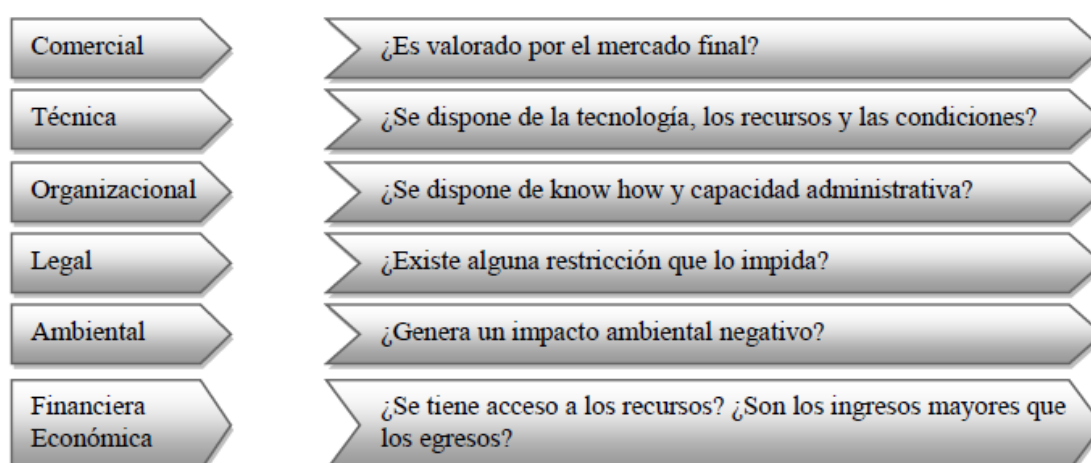 Comercial
¿Es valorado por el mercado final?
Técnica
¿Se dispone de la tecnología, los recursos y las condiciones?
Organizacional
¿Se dispone de know how y capacidad administrativa?
Legal
¿Existe alguna restricción que lo impida?
Ambiental
¿Genera un impacto ambiental negativo?
Financiera
Económica
¿Se tiene acceso a los recursos? ¿Son los ingresos mayores que
los egresos?